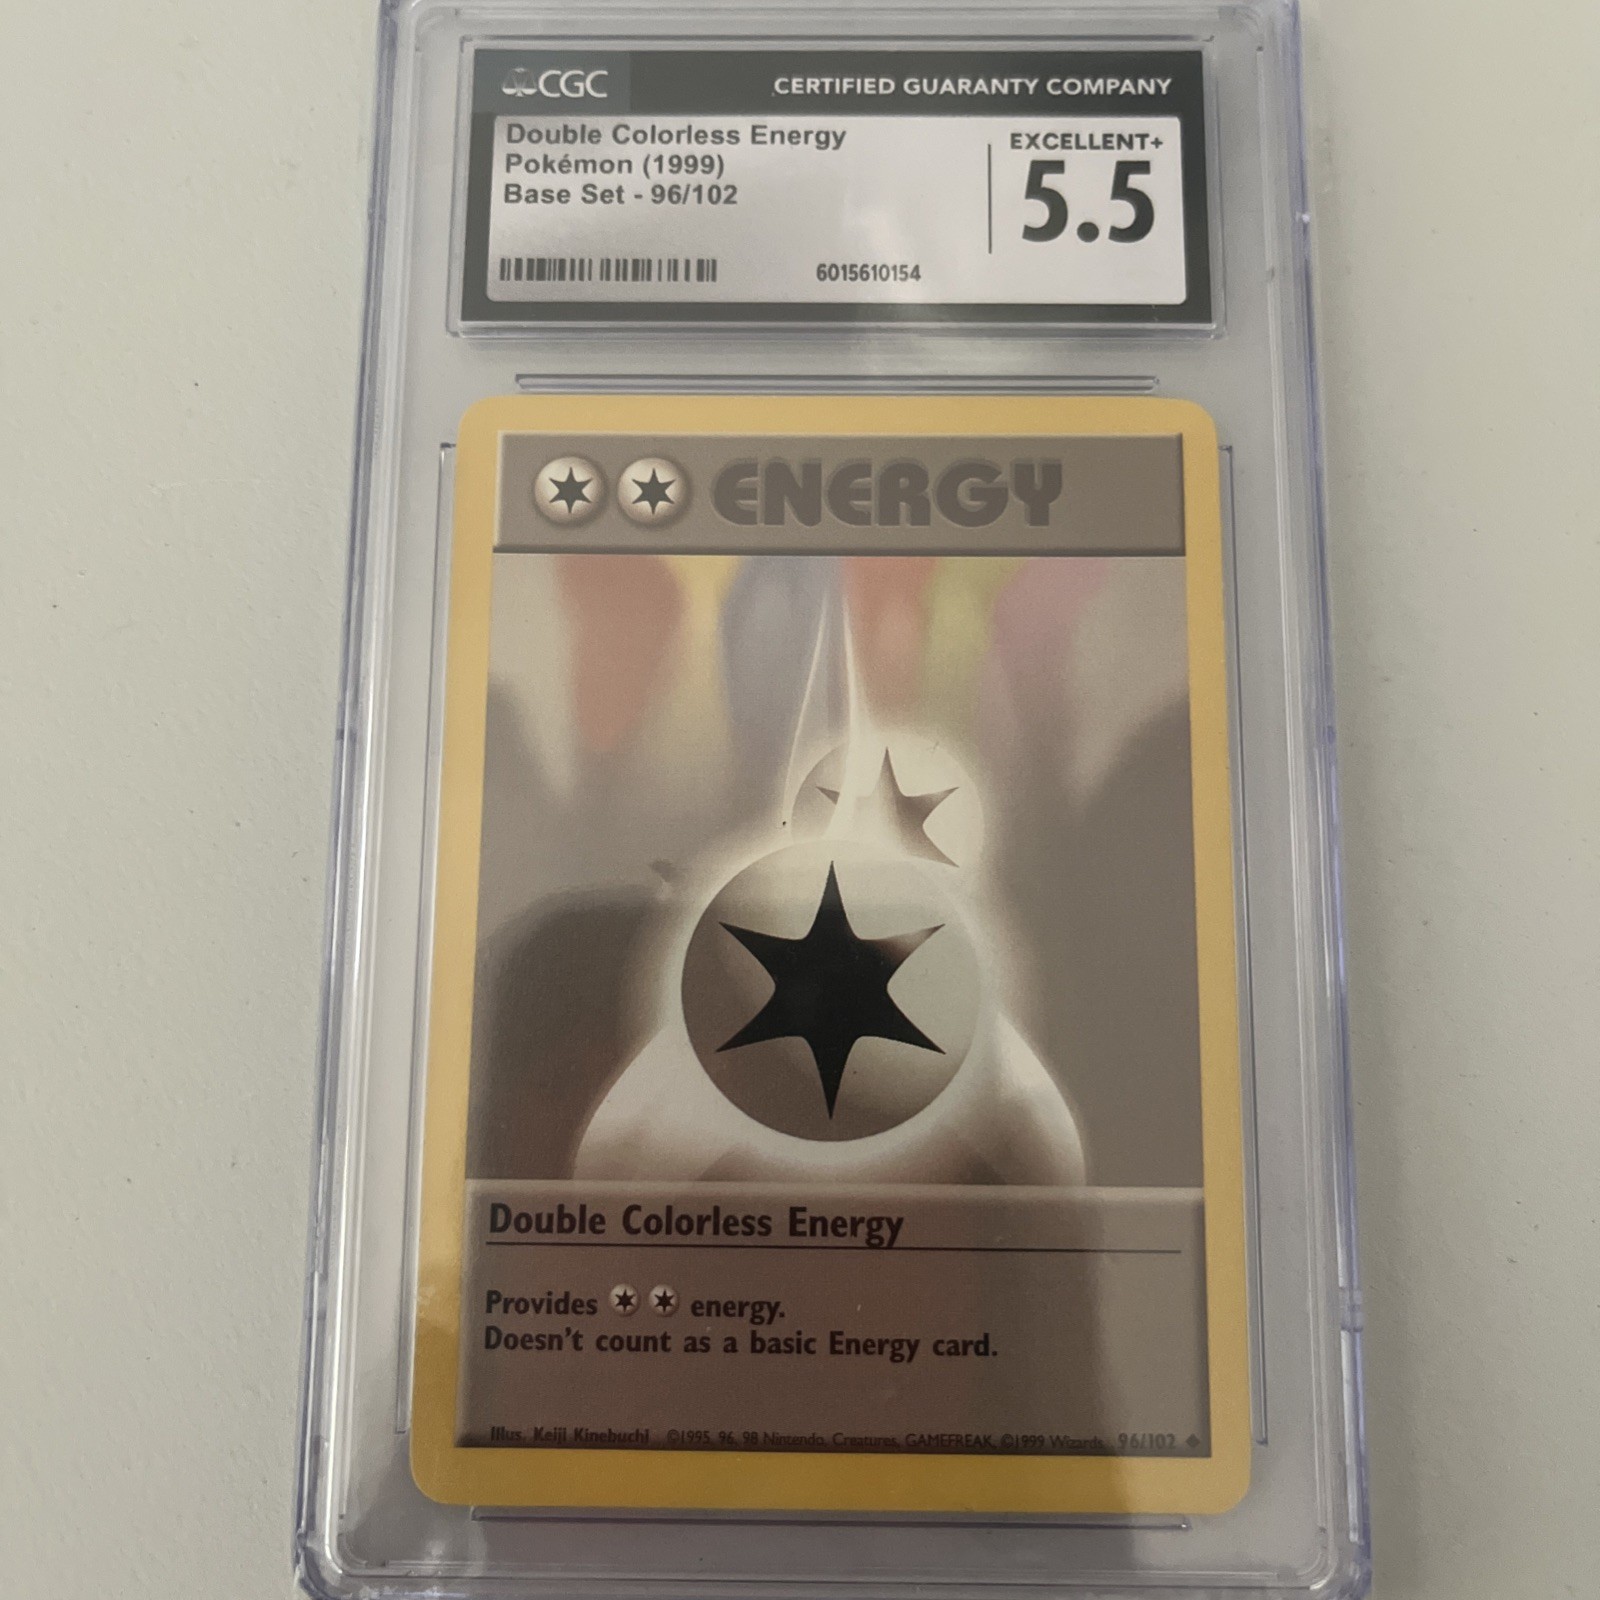 CGC CERTIFIED GUARANTY COMPANY
Double Colorless Energy
Pokémon (1999)
Base Set - 96/102
EXCELLENT+
5.5
6015610154
ENERGY
Double Colorless Energy
Provides energy.
Doesn't count as a basic Energy card.
Illus. Keiji Kinebuchi ©1995, 96, 98 Nintendo, Creatures, GAMEFREAK. ©1999 Wizards. 96/102